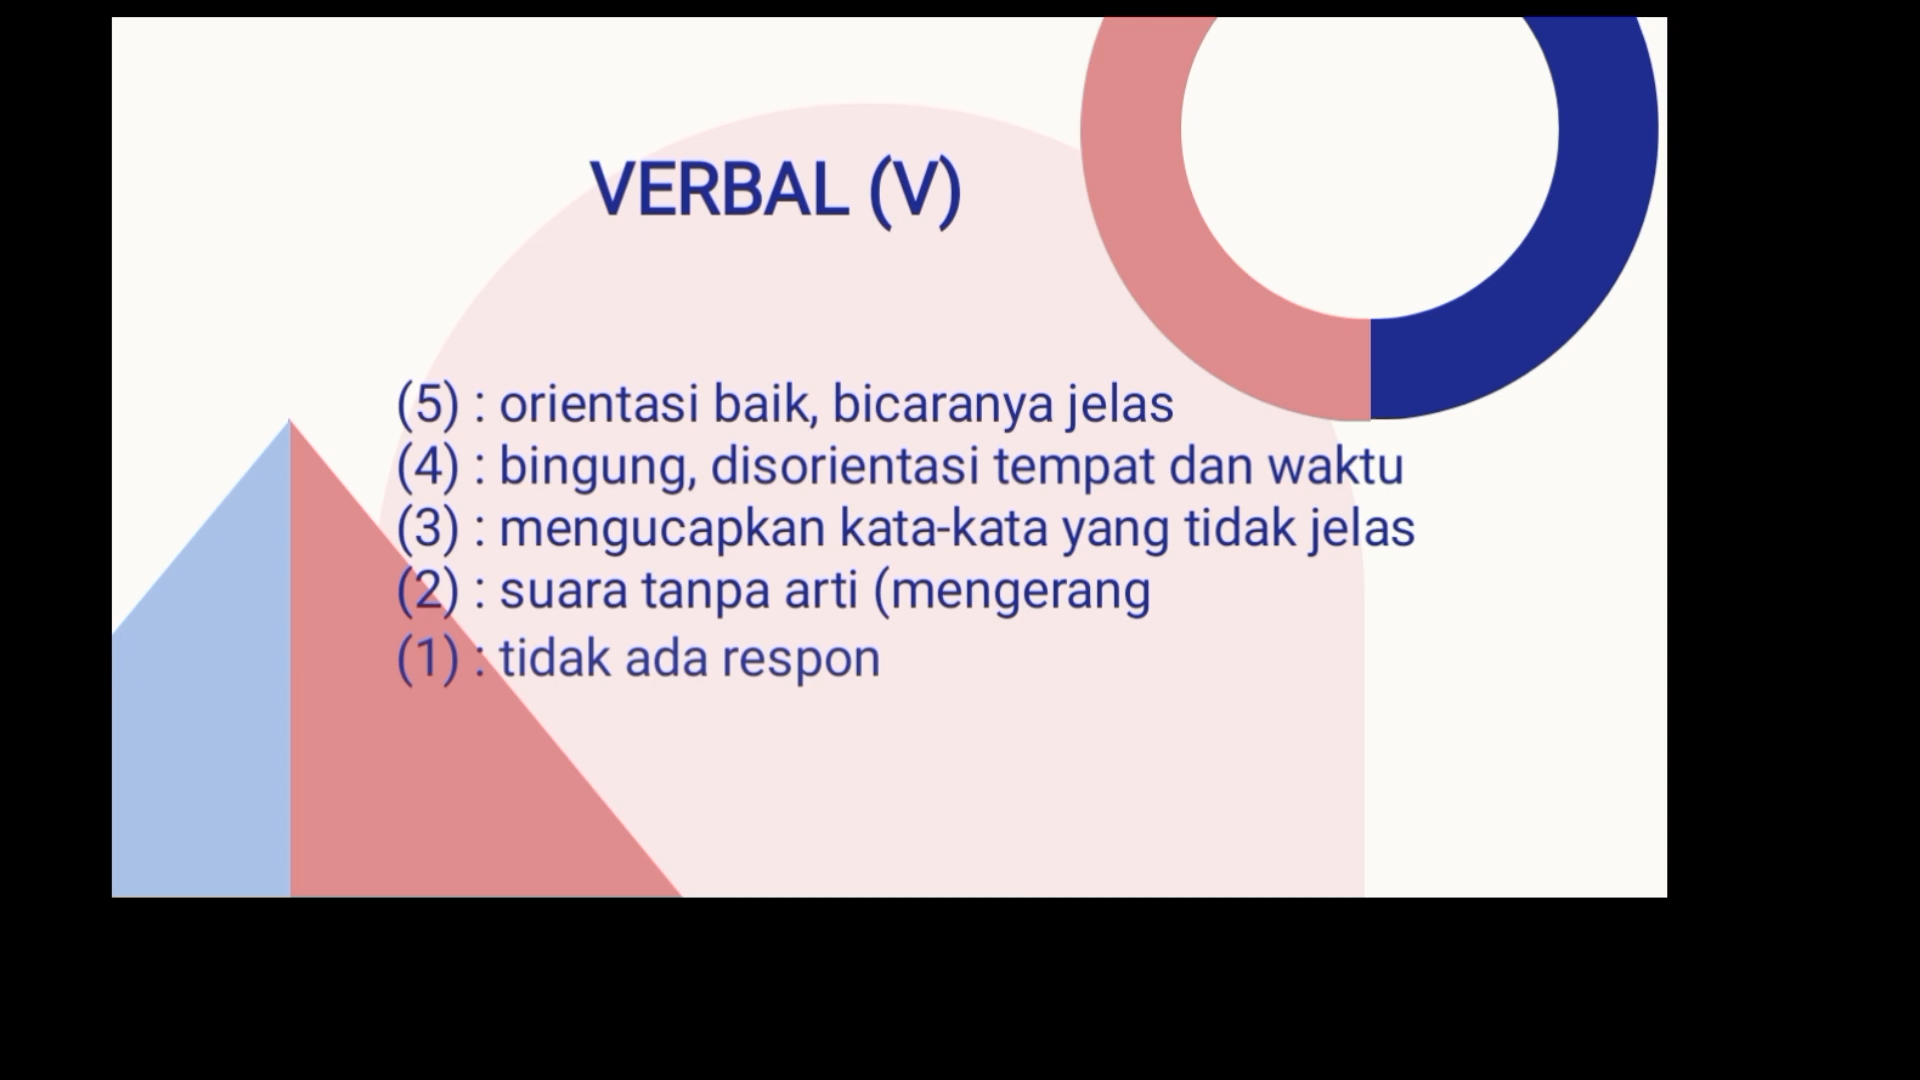 VERBAL (V)
(5) : orientasi baik, bicaranya jelas
(4) : bingung, disorientasi tempat dan waktu
(3) : mengucapkan kata-kata yang tidak jelas
(2) : suara tanpa arti (mengerang
(1) : tidak ada respon